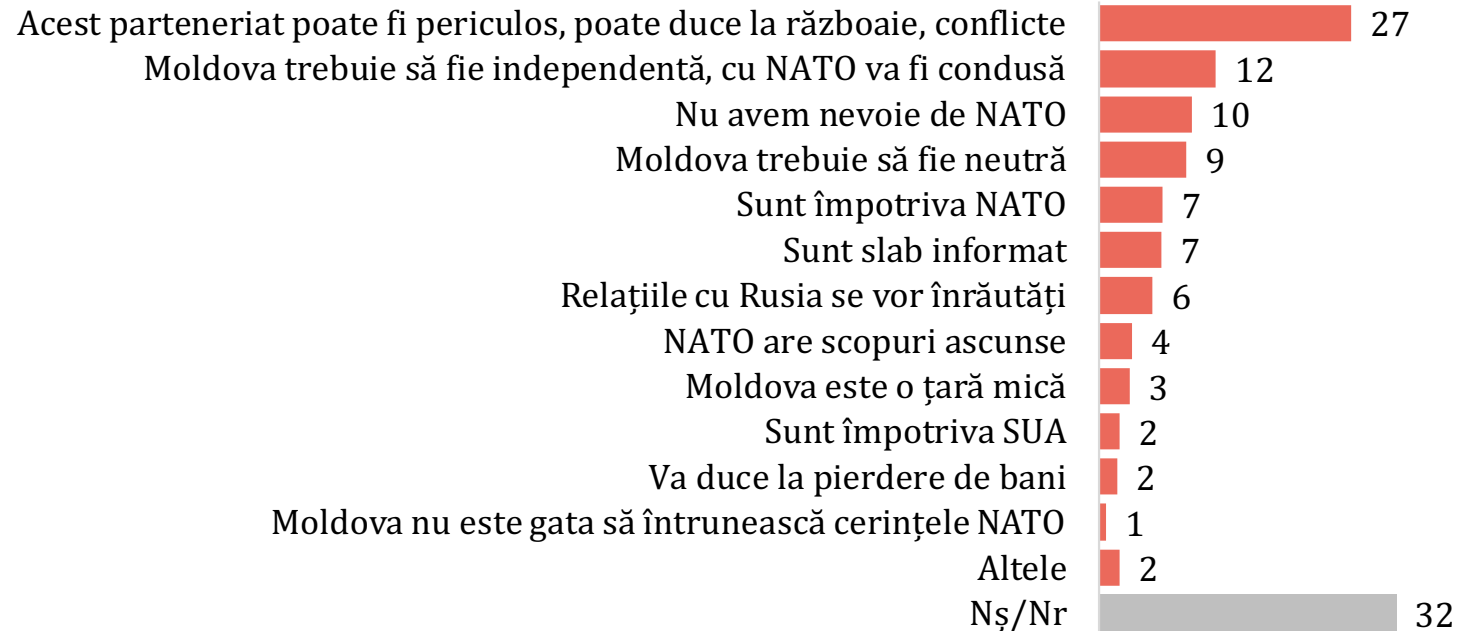 Acest parteneriat poate fi periculos, poate duce la războaie, conflicte 27
Moldova trebuie să fie independentă, cu NATO va fi condusă 12
Nu avem nevoie de NATO 10
Moldova trebuie să fie neutră 9
Sunt împotriva NATO 7
Sunt slab informat 7
Relațiile cu Rusia se vor înrăutăți 6
NATO are scopuri ascunse 4
Moldova este o țară mică 3
Sunt împotriva SUA 2
Va duce la pierdere de bani 2
Moldova nu este gata să întrunească cerințele NATO 1
Altele 2
Nș/Nr 32